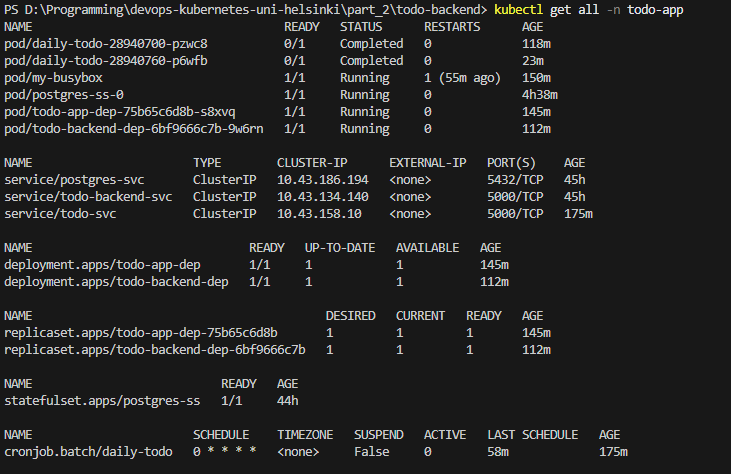 PS D:\Programming\devops-kubernetes-uni-helsinki\part_2\todo-backend> kubectl get all -n todo-app
NAME READY STATUS RESTARTS AGE
pod/daily-todo-28940700-pzwc8 0/1 Completed 0 118m
pod/daily-todo-28940760-p6wfb 0/1 Completed 0 23m
pod/my-busybox 1/1 Running 1 (55m ago) 150m
pod/postgres-ss-0 1/1 Running 0 4h38m
pod/todo-app-dep-75b65c6d8b-s8xvq 1/1 Running 0 145m
pod/todo-backend-dep-6bf9666c7b-9w6rn 1/1 Running 0 112m
NAME TYPE CLUSTER-IP EXTERNAL-IP PORT(S) AGE
service/postgres-svc ClusterIP 10.43.186.194 <none> 5432/TCP 45h
service/todo-backend-svc ClusterIP 10.43.134.140 <none> 5000/TCP 45h
service/todo-svc ClusterIP 10.43.158.10 <none> 5000/TCP 175m
NAME READY UP-TO-DATE AVAILABLE AGE
deployment.apps/todo-app-dep 1/1 1 1 145m
deployment.apps/todo-backend-dep 1/1 1 1 112m
NAME DESIRED CURRENT READY AGE
replicaset.apps/todo-app-dep-75b65c6d8b 1 1 1 145m
replicaset.apps/todo-backend-dep-6bf9666c7b 1 1 1 112m
NAME READY AGE
statefulset.apps/postgres-ss 1/1 44h
NAME SCHEDULE TIMEZONE SUSPEND ACTIVE LAST SCHEDULE AGE
cronjob.batch/daily-todo 0 * * * * <none> False 0 58m 175m